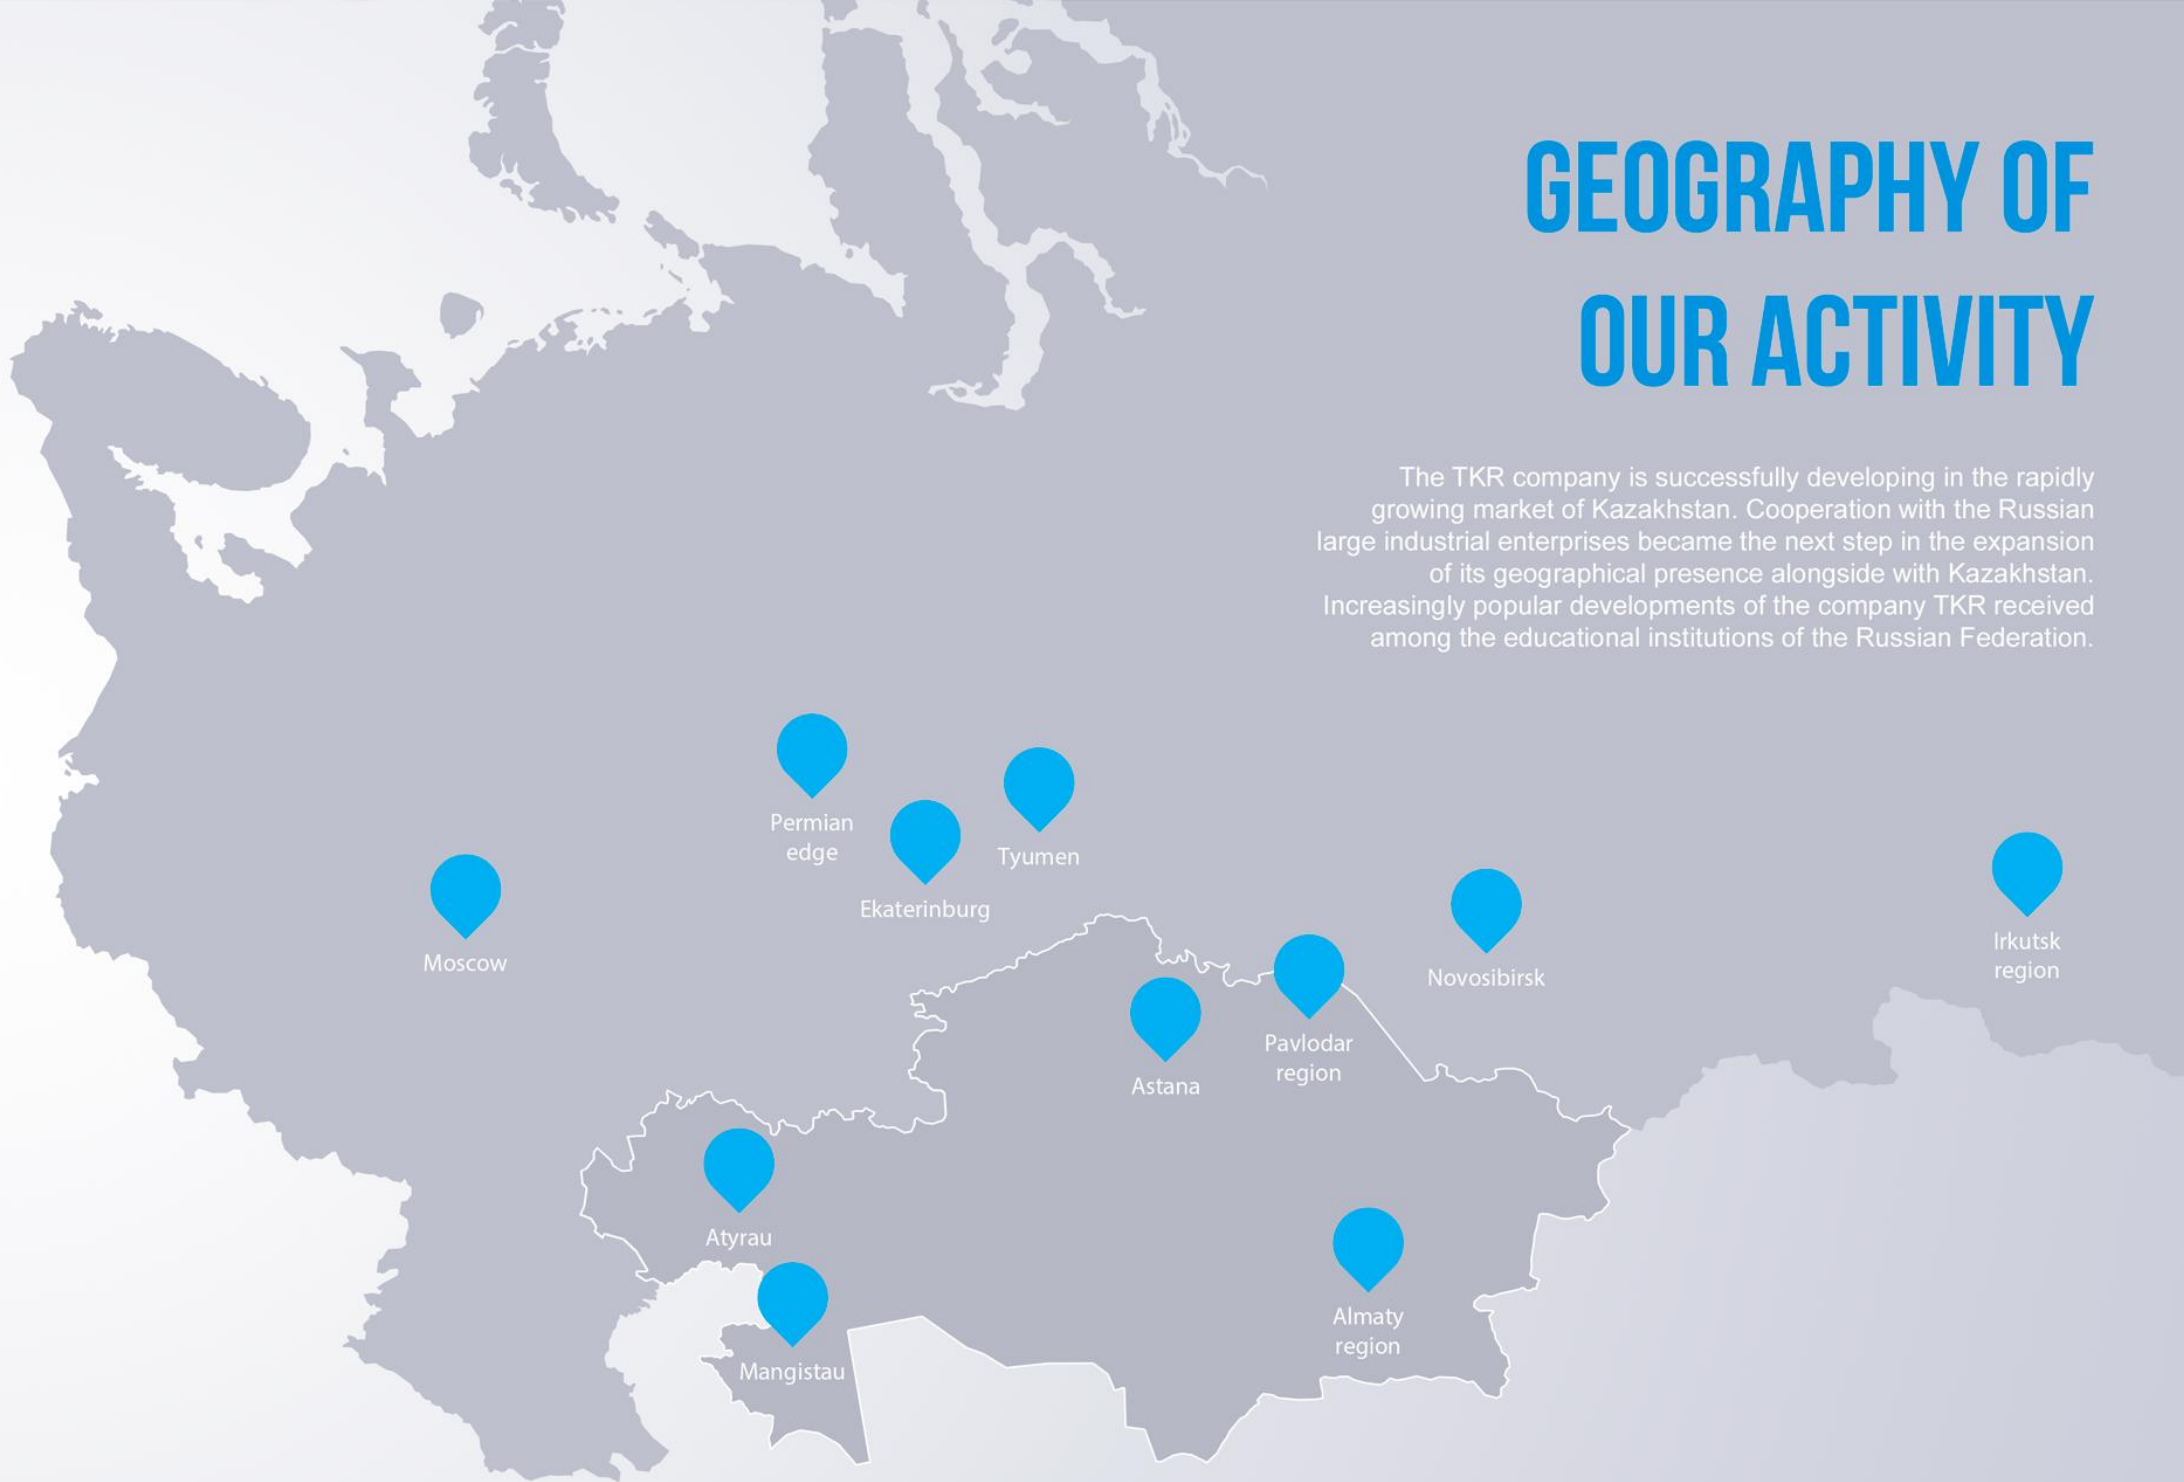 GEOGRAPHY OF
OUR ACTIVITY
The TKR company is successfully developing in the rapidly
growing market of Kazakhstan. Cooperation with the Russian
large industrial enterprises became the next step in the expansion
of its geographical presence alongside with Kazakhstan.
Increasingly popular developments of the company TKR received
among the educational institutions of the Russian Federation.
Permian
edge
Tyumen
Ekaterinburg
Moscow
Novosibirsk
Irkutsk
region
Pavlodar
region
Astana
Atyrau
Almaty
region
Mangistau